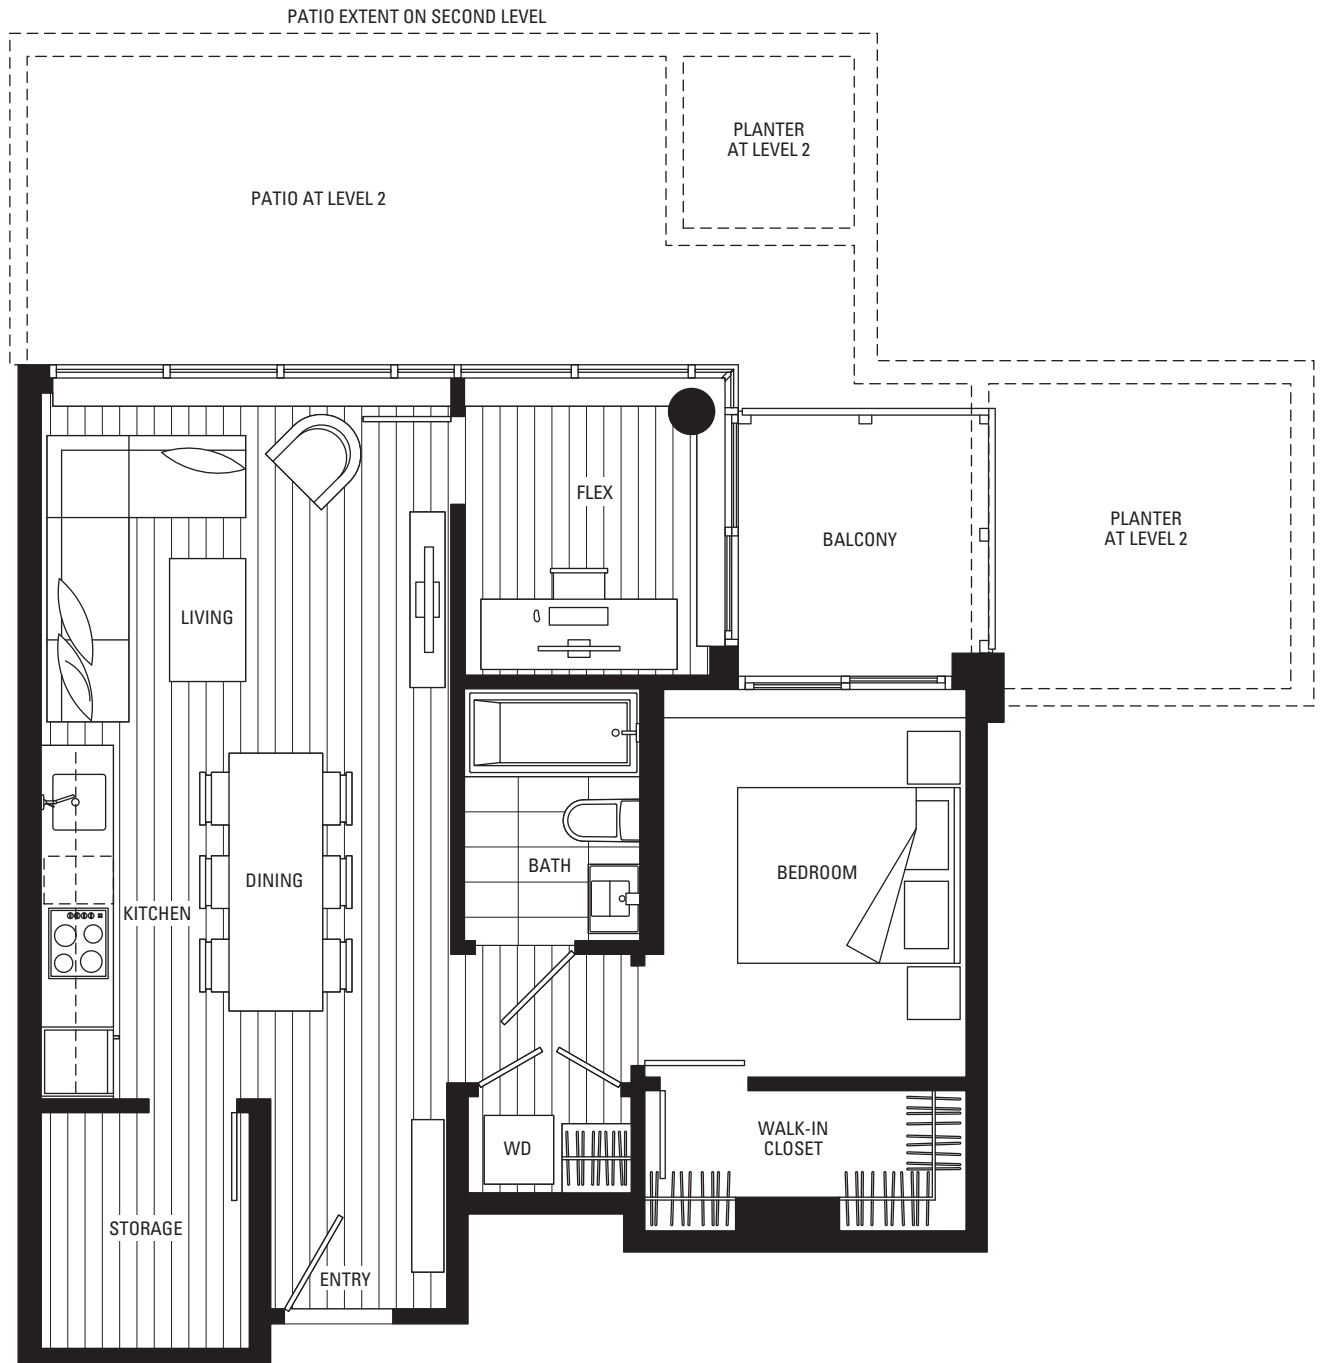 PATIO EXTENT ON SECOND LEVEL
PLANTER
AT LEVEL 2
PATIO AT LEVEL 2
FLEX
BALCONY
PLANTER
AT LEVEL 2
LIVING
BATH
BEDROOM
DINING
KITCHEN
WALK-IN
CLOSET
WD
STORAGE
ENTRY